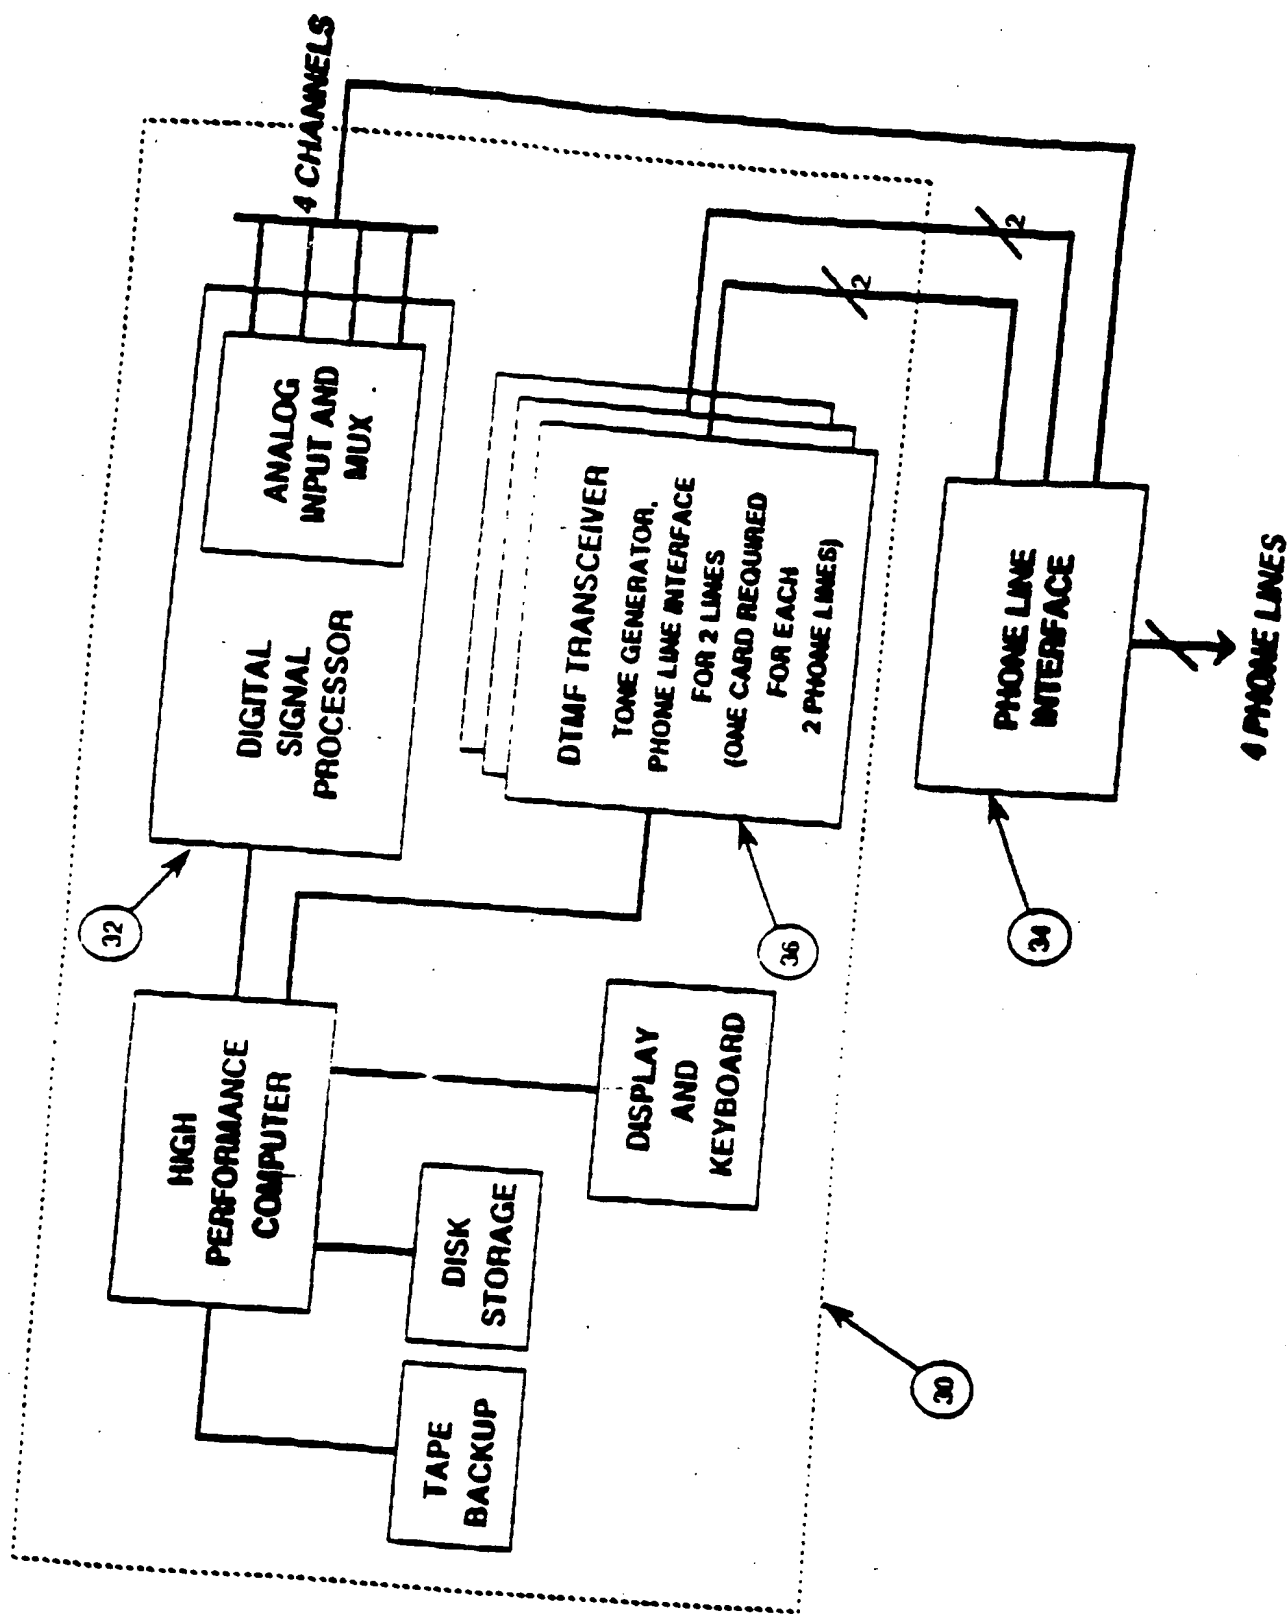 HIGH
PERFORMANCE
COMPUTER
TAPE
BACKUP
DISK
STORAGE
DISPLAY
AND
KEYBOARD
32
DIGITAL
SIGNAL
PROCESSOR
ANALOG
INPUT AND
MUX
4 CHANNELS
DTMF TRANSCEIVER
TONE GENERATOR,
PHONE LINE INTERFACE
FOR 2 LINES
(ONE CARD REQUIRED
FOR EACH
2 PHONE LINES)
36
2
2
PHONE LINE
INTERFACE
34
4 PHONE LINES
30